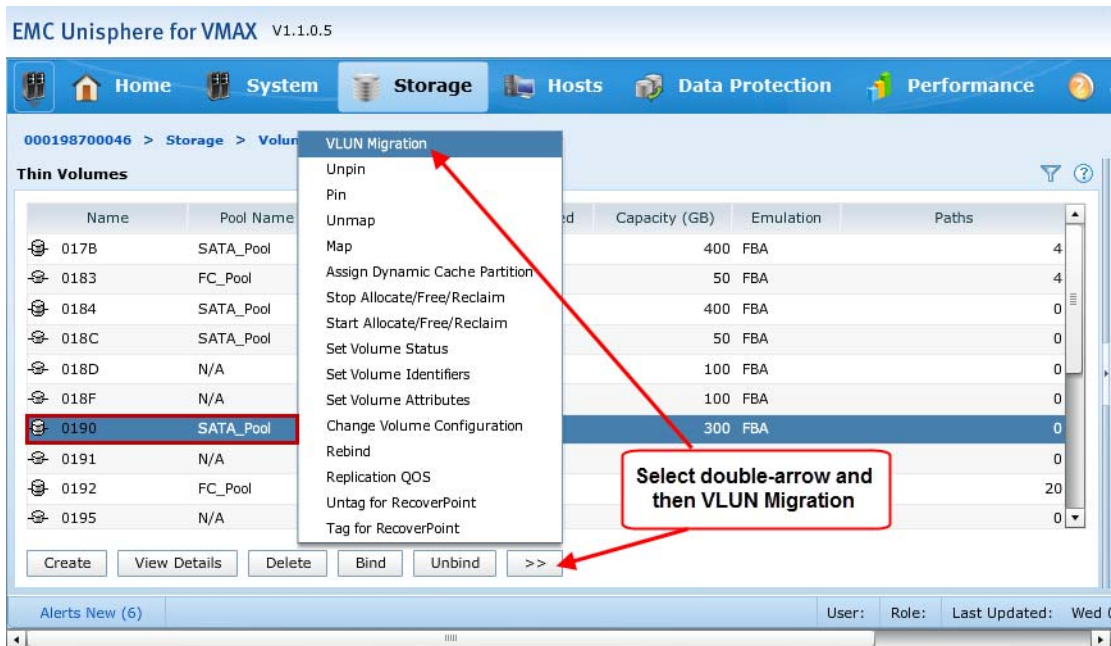 EMC Unisphere for VMAX V1.1.0.5
Home System Storage Hosts Data Protection Performance ?
000198700046 > Storage > Volun
Thin Volumes ?
Name Pool Name ed Capacity (GB) Emulation Paths
017B SATA_Pool 400 FBA 4
0183 FC_Pool 50 FBA 4
0184 SATA_Pool 400 FBA 0
018C SATA_Pool 50 FBA 0
018D N/A 100 FBA 0
018F N/A 100 FBA 0
0190 SATA_Pool 300 FBA 0
0191 N/A 0
0192 FC_Pool 20
0195 N/A 0
VLUN Migration
Unpin
Pin
Unmap
Map
Assign Dynamic Cache Partition
Stop Allocate/Free/Reclaim
Start Allocate/Free/Reclaim
Set Volume Status
Set Volume Identifiers
Set Volume Attributes
Change Volume Configuration
Rebind
Replication QOS
Untag for RecoverPoint
Tag for RecoverPoint
Select double-arrow and
then VLUN Migration
Create View Details Delete Bind Unbind >>
Alerts New (6) User: Role: Last Updated: Wed